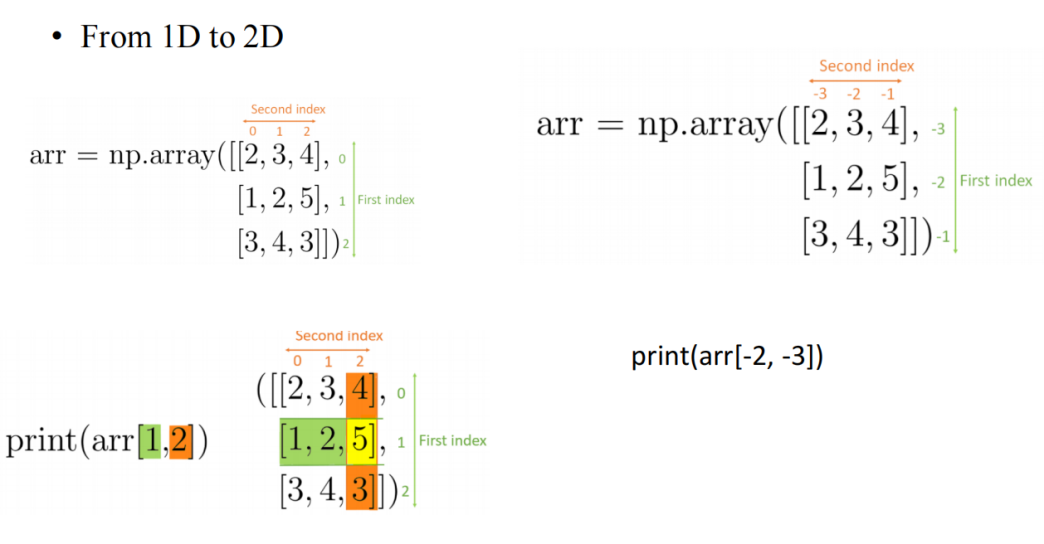 • From 1D to 2D
Second index
0 1 2
arr = np.array([[2, 3, 4], 0
[1, 2, 5], 1 First index
[3, 4, 3]]) 2
Second index
-3 -2 -1
arr = np.array([[2, 3, 4], -3
[1, 2, 5], -2 First index
[3, 4, 3]]) -1
Second index
0 1 2
([[2, 3, 4], 0
print(arr[1,2]) [1, 2, 5], 1 First index
[3, 4, 3]]) 2
print(arr[-2, -3])